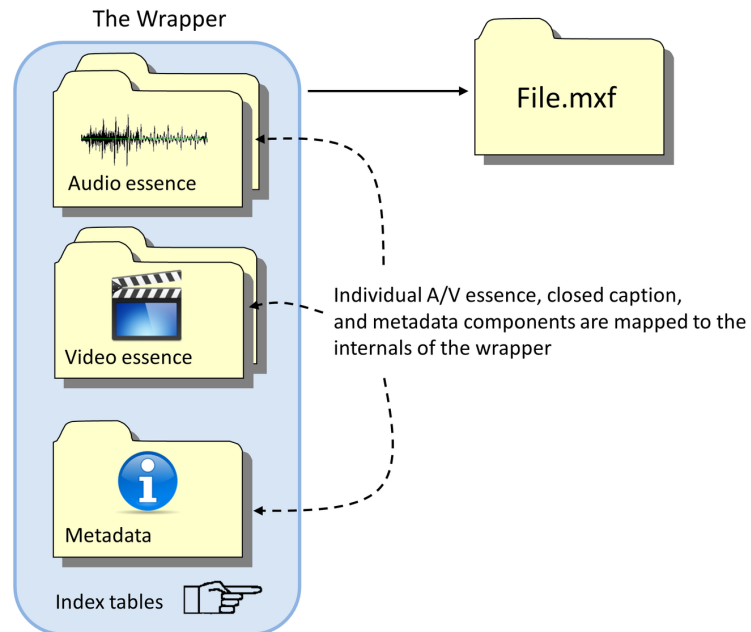 The Wrapper
File.mxf
Audio essence
Individual A/V essence, closed caption,
and metadata components are mapped to the
internals of the wrapper
Video essence
Metadata
Index tables